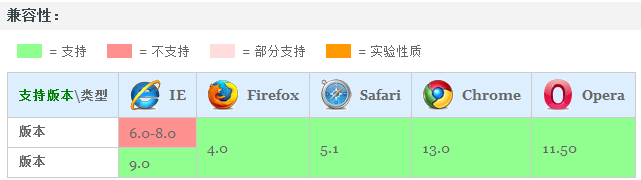 兼容性：
= 支持 = 不支持 = 部分支持 = 实验性质
支持版本\类型 IE Firefox Safari Chrome Opera
版本 6.0-8.0 4.0 5.1 13.0 11.50
版本 9.0